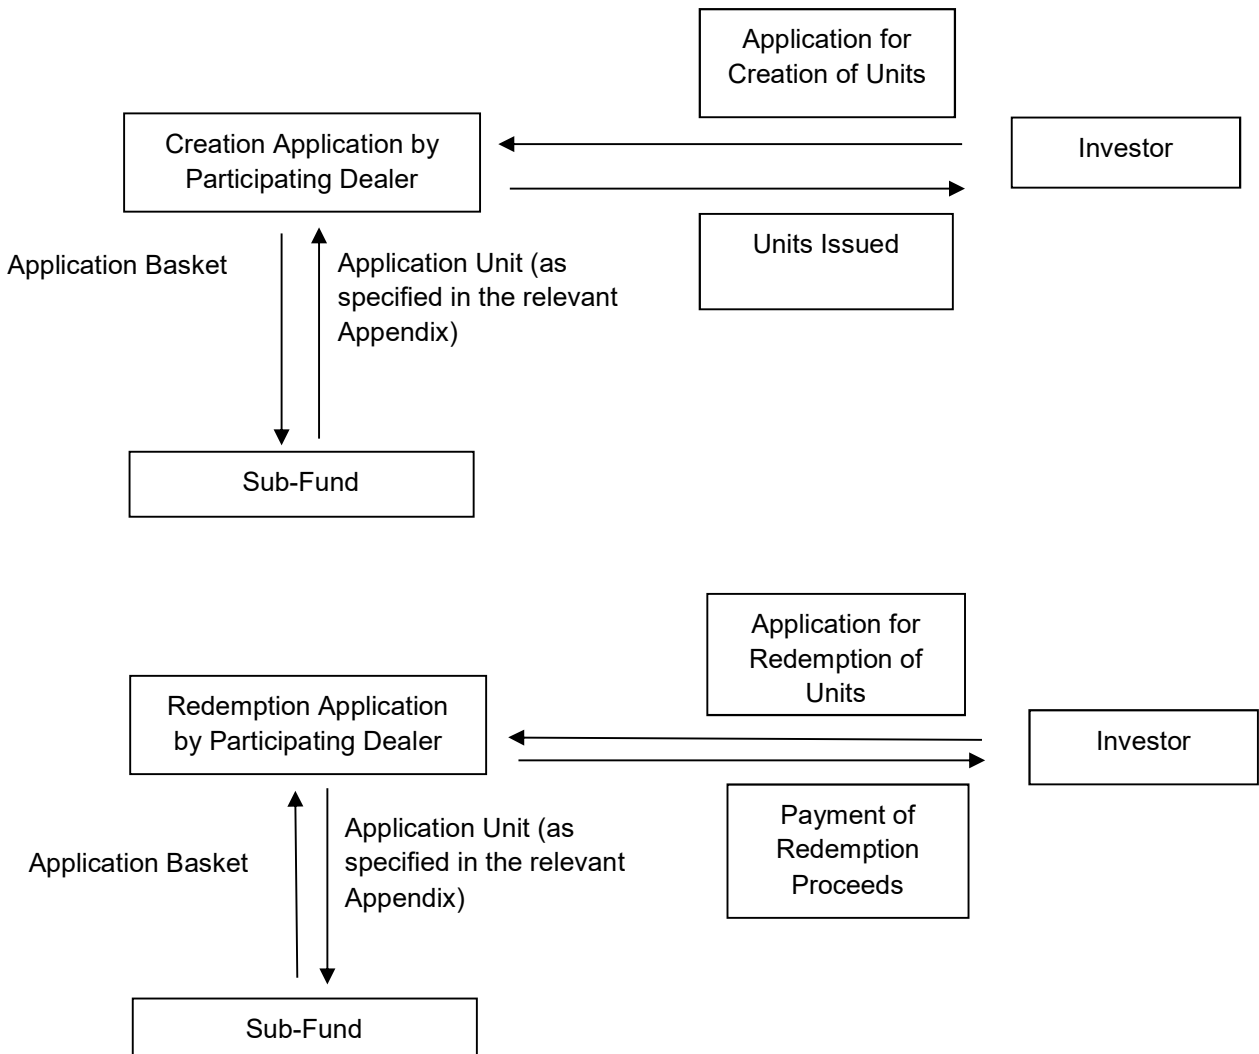 Application for
Creation of Units
Creation Application by
Participating Dealer
Investor
Units Issued
Application Basket
Application Unit (as
specified in the relevant
Appendix)
Sub-Fund
Application for
Redemption of
Units
Redemption Application
by Participating Dealer
Investor
Payment of
Redemption
Proceeds
Application Basket
Application Unit (as
specified in the relevant
Appendix)
Sub-Fund